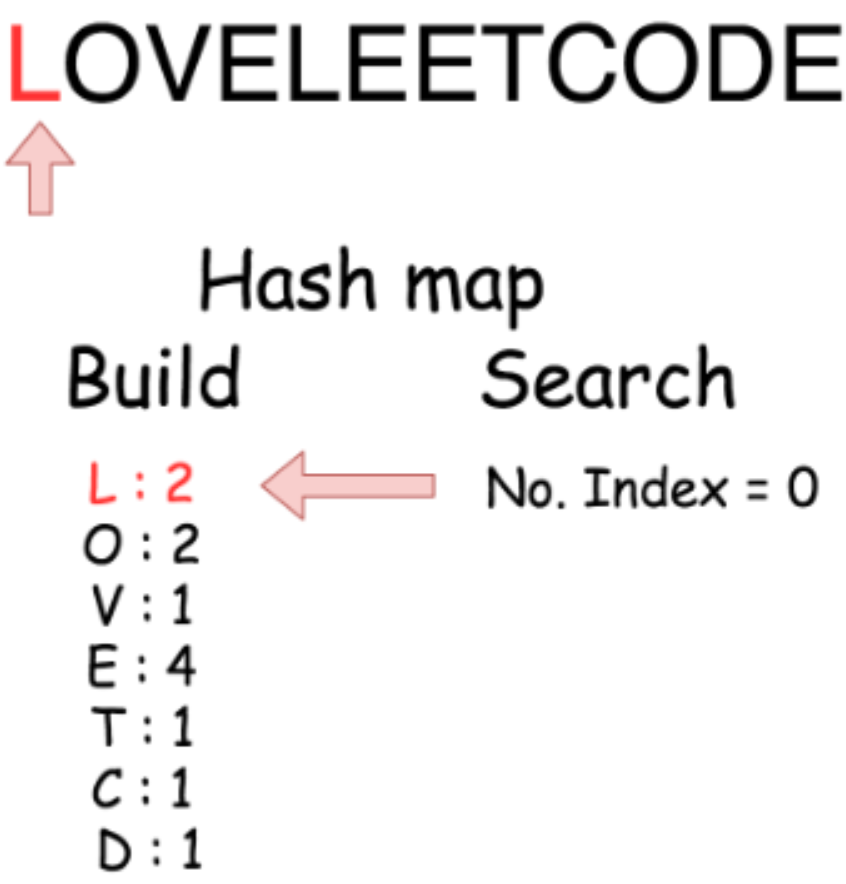 LOVELEETCODE
Hash map
Build Search
L : 2 No. Index = 0
O : 2
V : 1
E : 4
T : 1
C : 1
D : 1